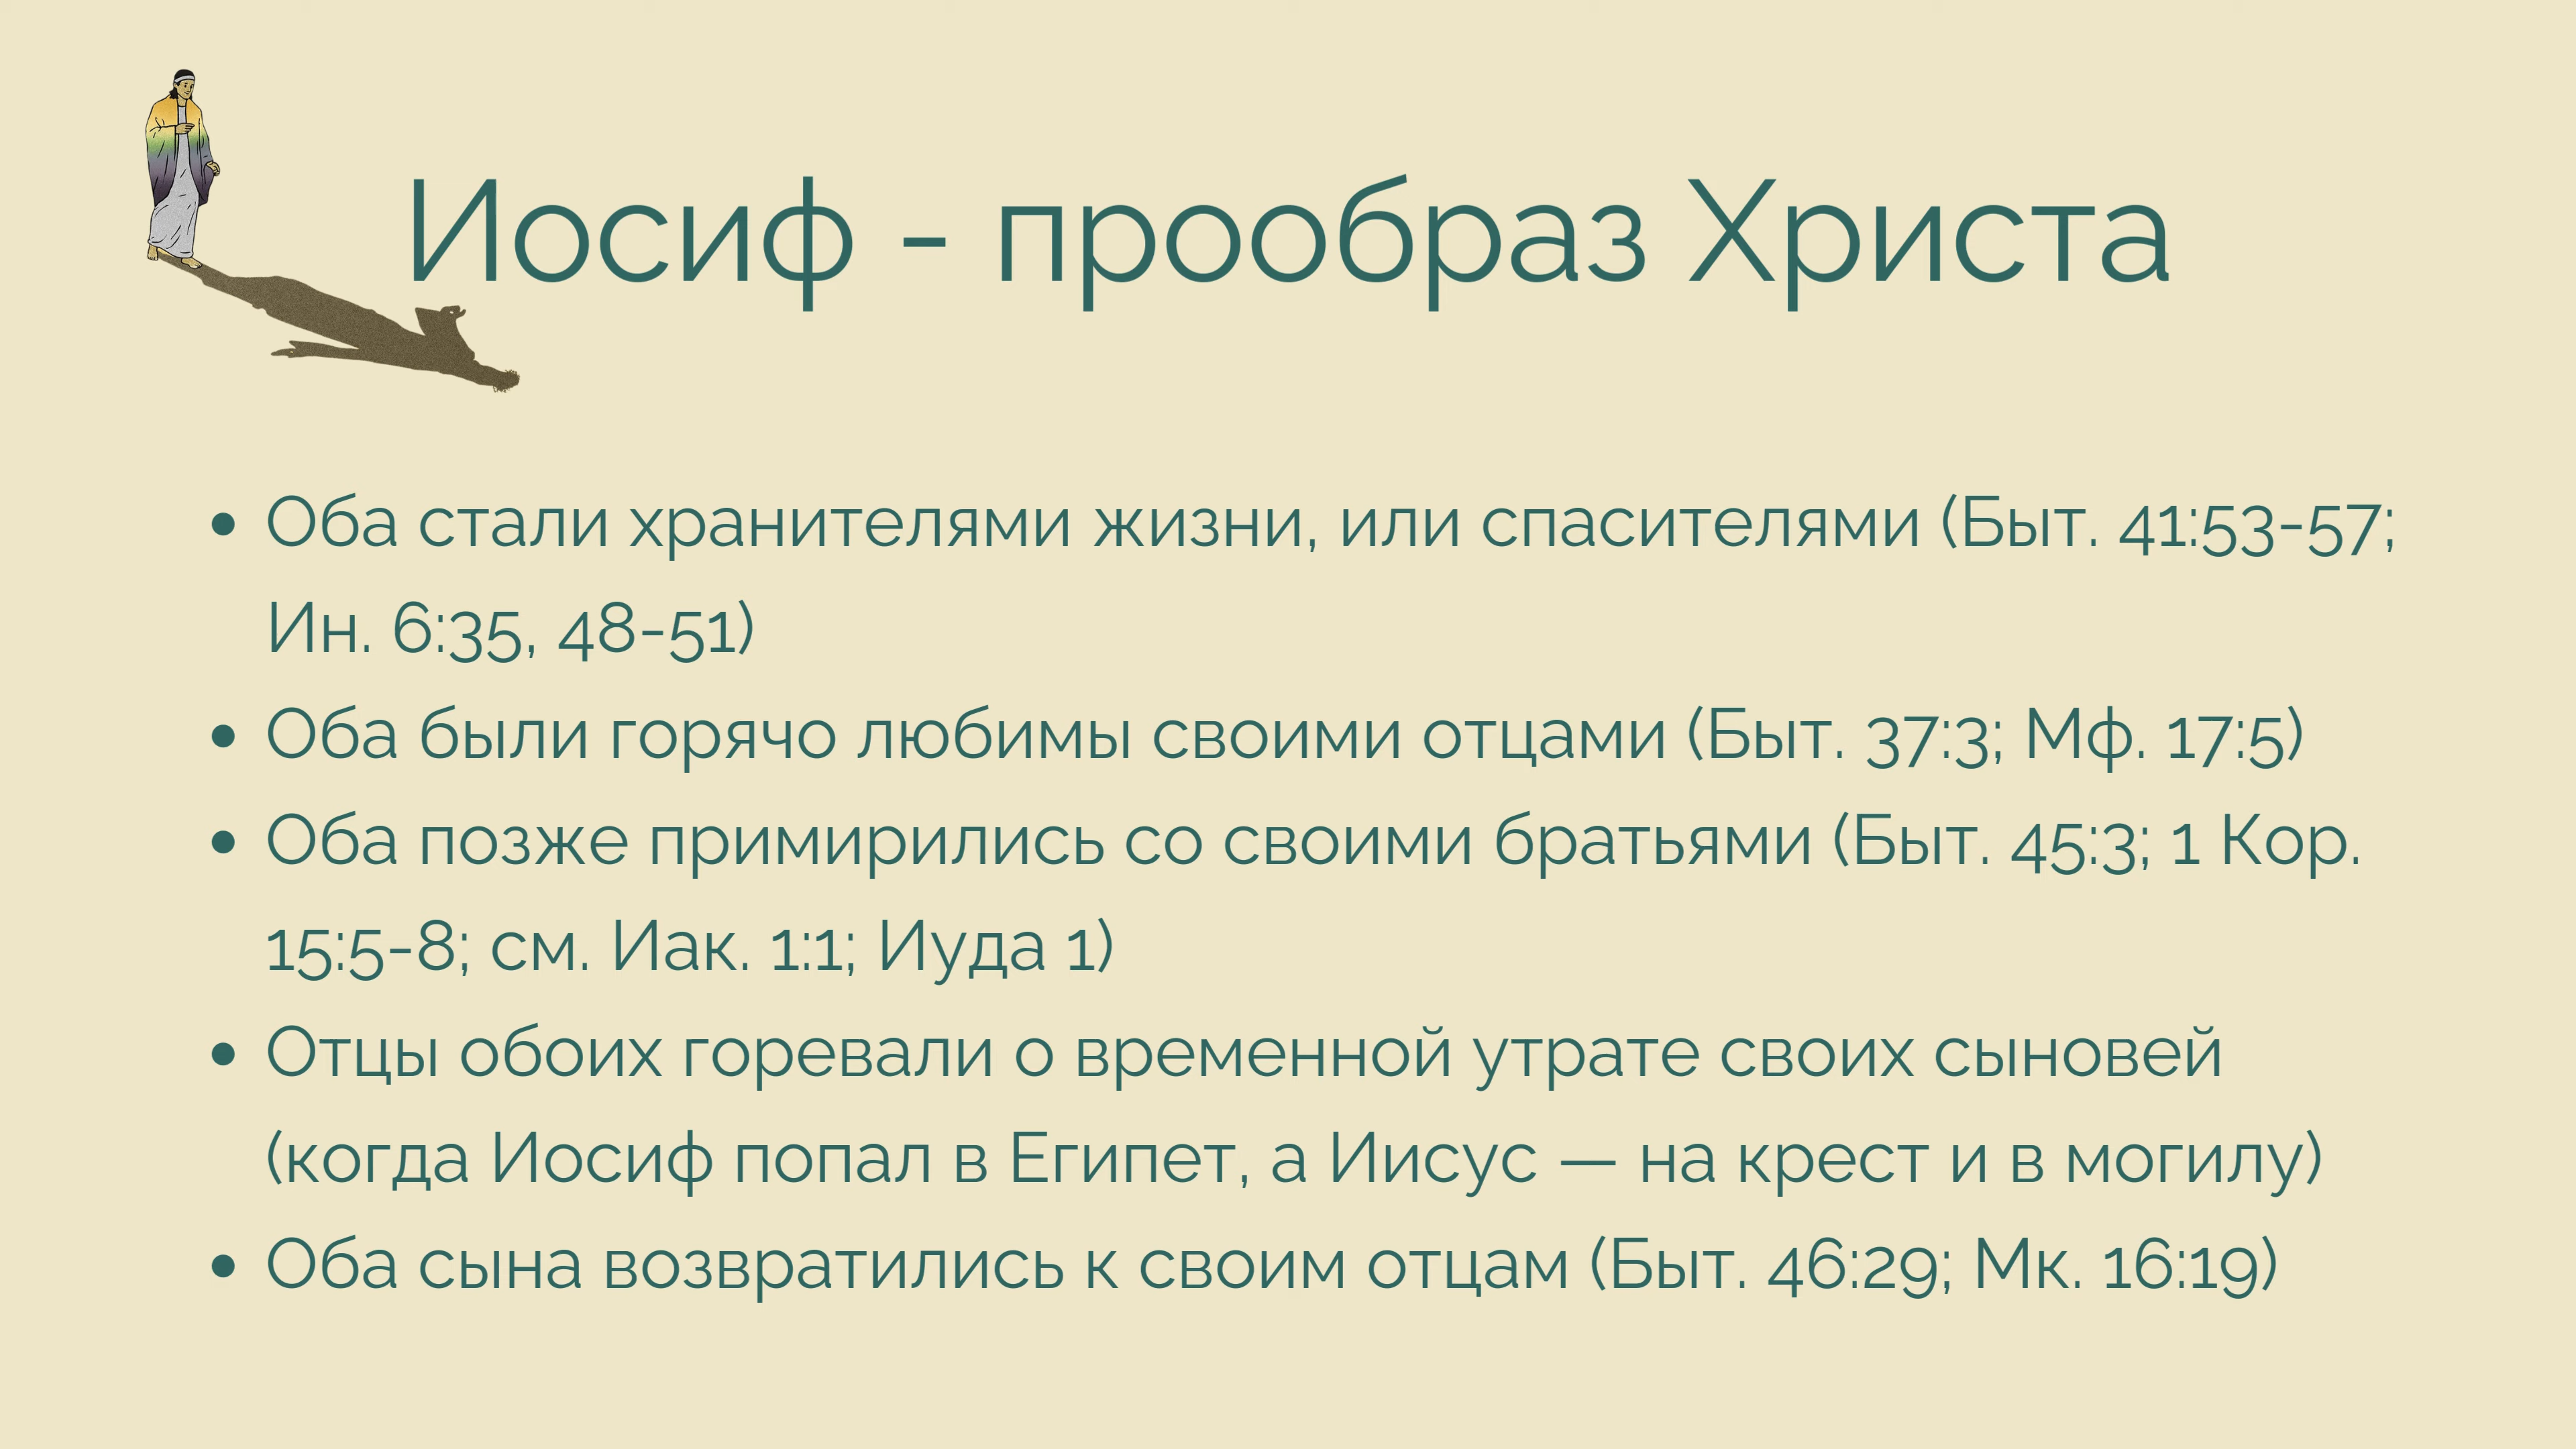 Иосиф - прообраз Христа
• Оба стали хранителями жизни, или спасителями (Быт. 41:53-57;
Ин. 6:35, 48-51)
• Оба были горячо любимы своими отцами (Быт. 37:3; Мф. 17:5)
• Оба позже примирились со своими братьями (Быт. 45:3; 1 Кор.
15:5-8; см. Иак. 1:1; Иуда 1)
• Отцы обоих горевали о временной утрате своих сыновей
(когда Иосиф попал в Египет, а Иисус — на крест и в могилу)
• Оба сына возвратились к своим отцам (Быт. 46:29; Мк. 16:19)